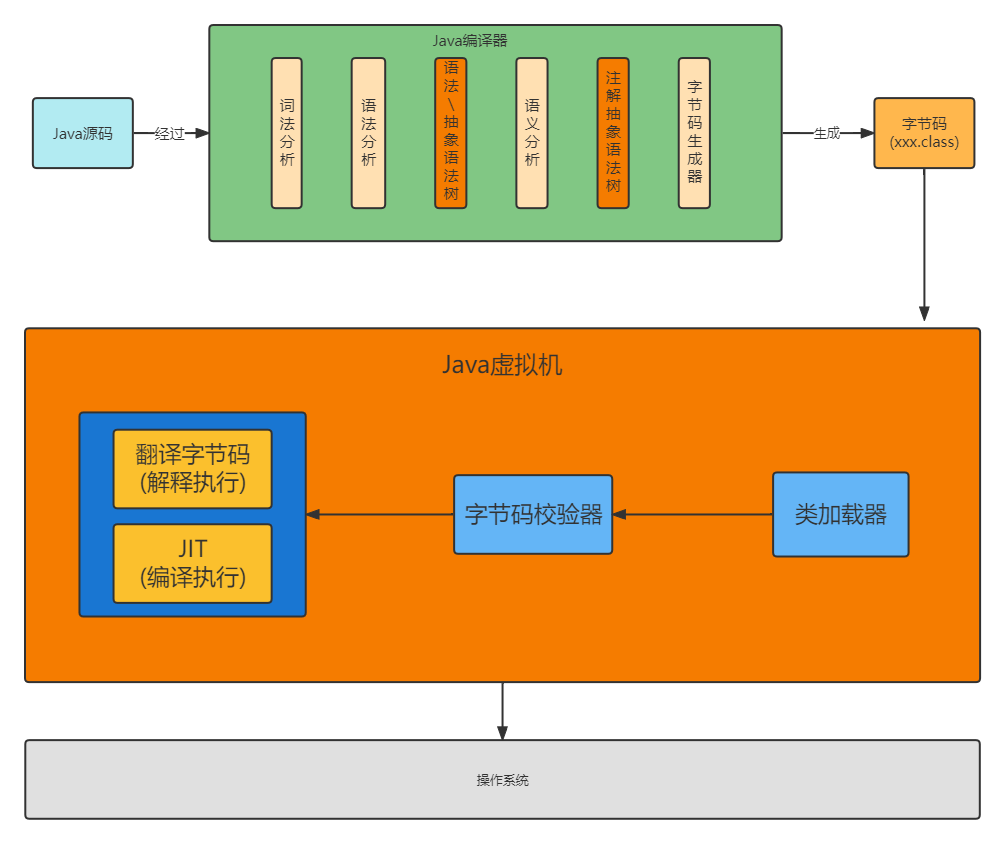 Java编译器
Java源码
经过
词法分析
语法分析
语法\抽象语法树
语义分析
注解抽象语法树
字节码生成器
生成
字节码
(xxx.class)
Java虚拟机
翻译字节码
(解释执行)
JIT
(编译执行)
字节码校验器
类加载器
操作系统